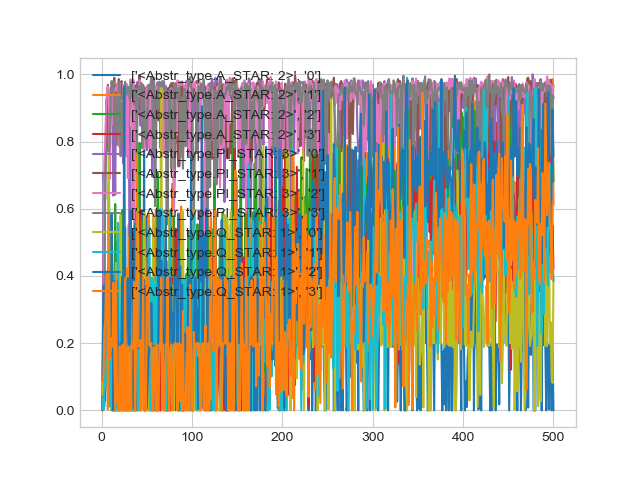 1.0
0.8
0.6
0.4
0.2
0.0
0 100 200 300 400 500
['<Abstr_type.A_STAR: 2>', '0']
['<Abstr_type.A_STAR: 2>', '1']
['<Abstr_type.A_STAR: 2>', '2']
['<Abstr_type.A_STAR: 2>', '3']
['<Abstr_type.PI_STAR: 3>', '0']
['<Abstr_type.PI_STAR: 3>', '1']
['<Abstr_type.PI_STAR: 3>', '2']
['<Abstr_type.PI_STAR: 3>', '3']
['<Abstr_type.Q_STAR: 1>', '0']
['<Abstr_type.Q_STAR: 1>', '1']
['<Abstr_type.Q_STAR: 1>', '2']
['<Abstr_type.Q_STAR: 1>', '3']